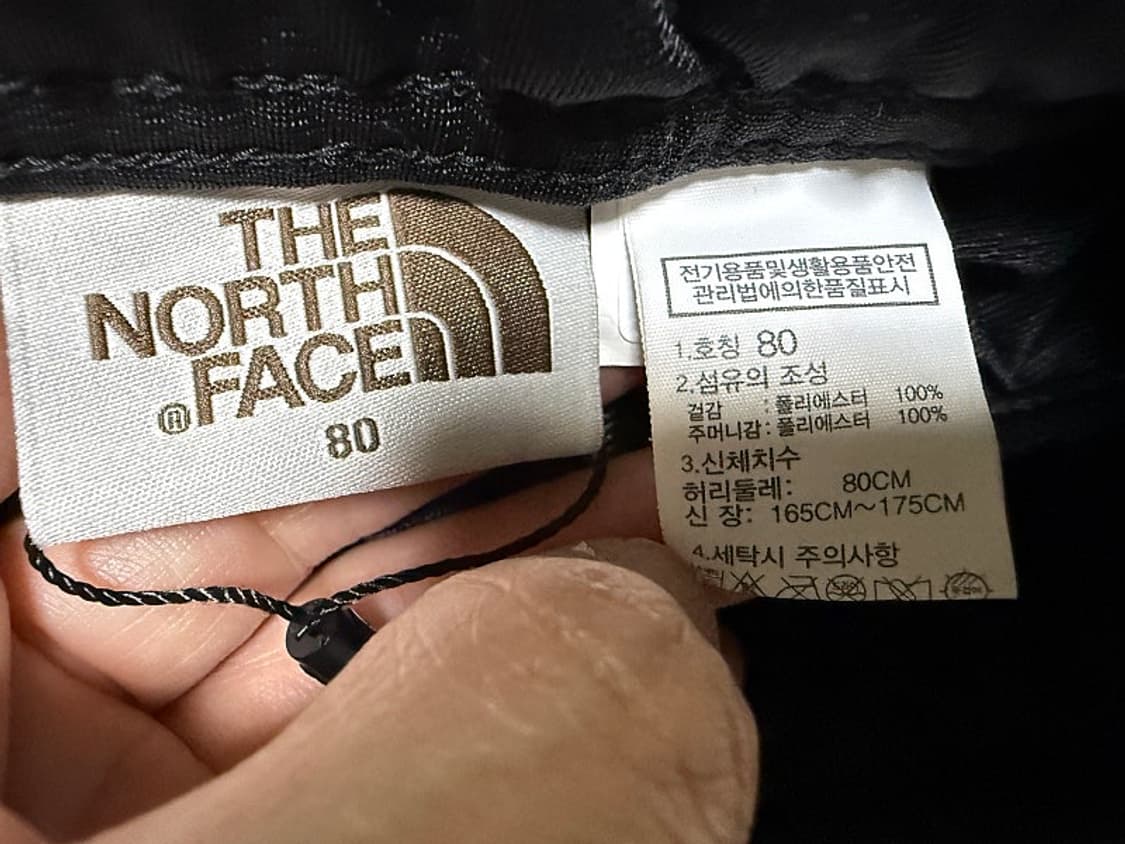 THE
NORTH
FACE
®
80
전기용품및생활용품안전
관리법에의한품질표시
1.호칭 80
2.섬유의 조성
겉감 : 폴리에스터 100%
주머니감 : 폴리에스터 100%
3.신체치수
허리둘레: 80CM
신 장: 165CM~175CM
4.세탁시 주의사항